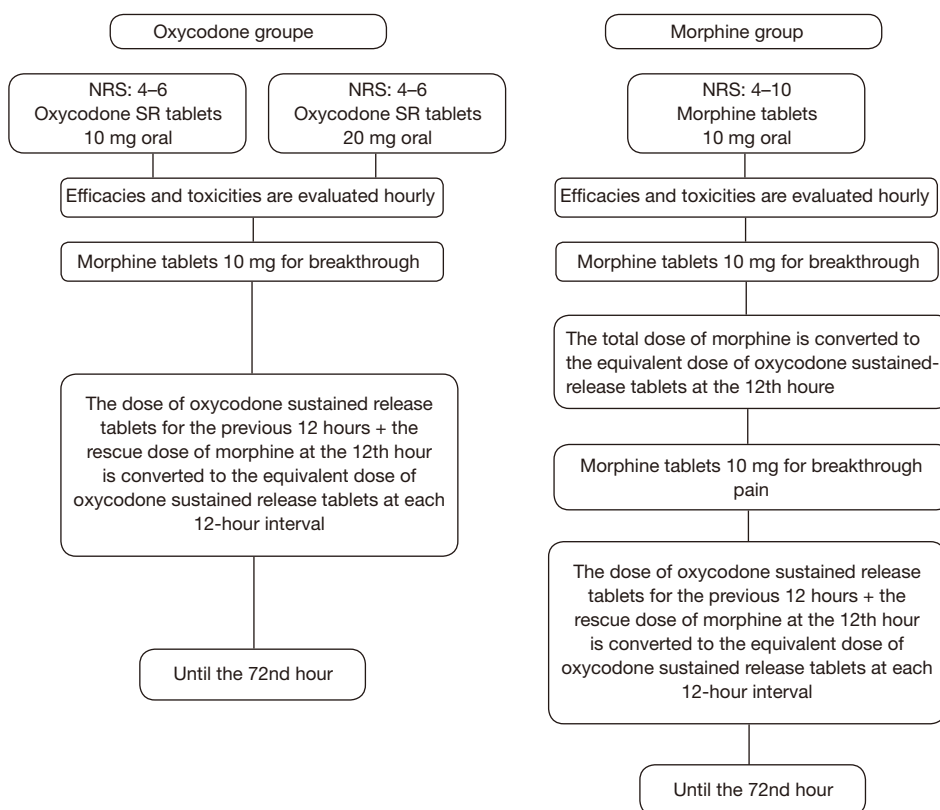 Oxycodone groupe
NRS: 4–6
Oxycodone SR tablets
10 mg oral
NRS: 4–6
Oxycodone SR tablets
20 mg oral
Efficacies and toxicities are evaluated hourly
Morphine tablets 10 mg for breakthrough
The dose of oxycodone sustained release
tablets for the previous 12 hours + the
rescue dose of morphine at the 12th hour
is converted to the equivalent dose of
oxycodone sustained release tablets at each
12-hour interval
Until the 72nd hour
Morphine group
NRS: 4–10
Morphine tablets
10 mg oral
Efficacies and toxicities are evaluated hourly
Morphine tablets 10 mg for breakthrough
The total dose of morphine is converted to
the equivalent dose of oxycodone sustained-
release tablets at the 12th houre
Morphine tablets 10 mg for breakthrough
pain
The dose of oxycodone sustained release
tablets for the previous 12 hours + the
rescue dose of morphine at the 12th hour
is converted to the equivalent dose of
oxycodone sustained release tablets at each
12-hour interval
Until the 72nd hour